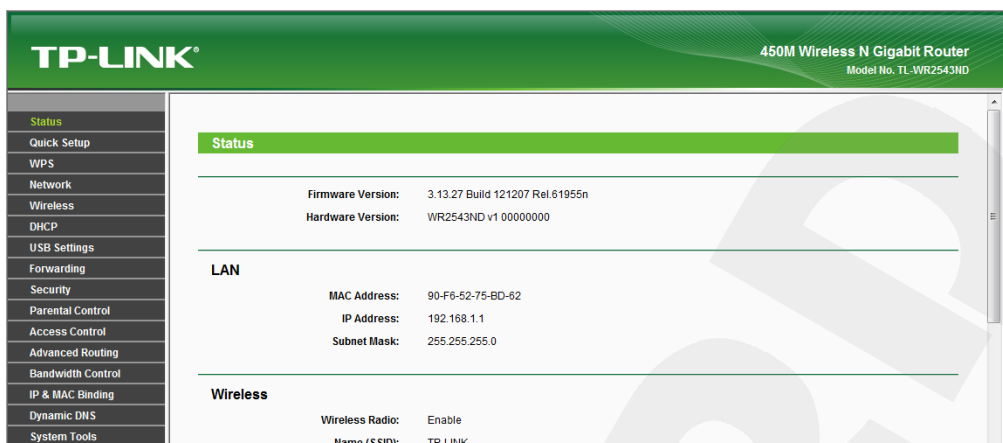 TP-LINK®
450M Wireless N Gigabit Router
Model No. TL-WR2543ND
Status
Quick Setup
WPS
Network
Wireless
DHCP
USB Settings
Forwarding
Security
Parental Control
Access Control
Advanced Routing
Bandwidth Control
IP & MAC Binding
Dynamic DNS
System Tools
Status
Firmware Version: 3.13.27 Build 121207 Rel.61955n
Hardware Version: WR2543ND v1 00000000
LAN
MAC Address: 90-F6-52-75-BD-62
IP Address: 192.168.1.1
Subnet Mask: 255.255.255.0
Wireless
Wireless Radio: Enable
Name (SSID): TP-LINK